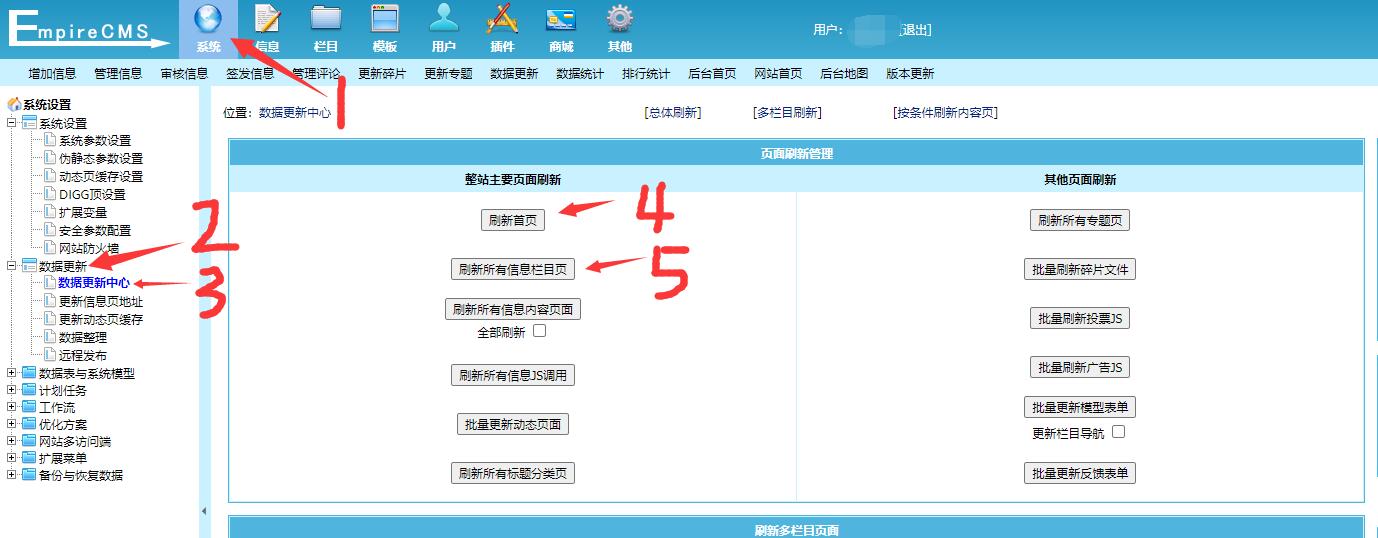 EmpireCMS
系统
信息
栏目
模板
用户
插件
商城
其他
用户：
[退出]
增加信息 管理信息 审核信息 签发信息 管理评论 更新碎片 更新专题 数据更新 数据统计 排行统计 后台首页 网站首页 后台地图 版本更新
1
系统设置
系统设置
系统参数设置
伪静态参数设置
动态页缓存设置
DIGG顶设置
扩展变量
安全参数配置
网站防火墙
2
数据更新
数据更新中心
3
更新信息页地址
更新动态页缓存
数据整理
远程发布
数据表与系统模型
计划任务
工作流
优化方案
网站多访问端
扩展菜单
备份与恢复数据
位置：数据更新中心 [总体刷新] [多栏目刷新] [按条件刷新内容页]
页面刷新管理
整站主要页面刷新 其他页面刷新
刷新首页 4 刷新所有专题页
刷新所有信息栏目页 5 批量刷新碎片文件
刷新所有信息内容页面 批量刷新投票JS
全部刷新
刷新所有信息JS调用 批量刷新广告JS
批量更新动态页面 批量更新模型表单
更新栏目导航
刷新所有标题分类页 批量更新反馈表单
刷新多栏目页面